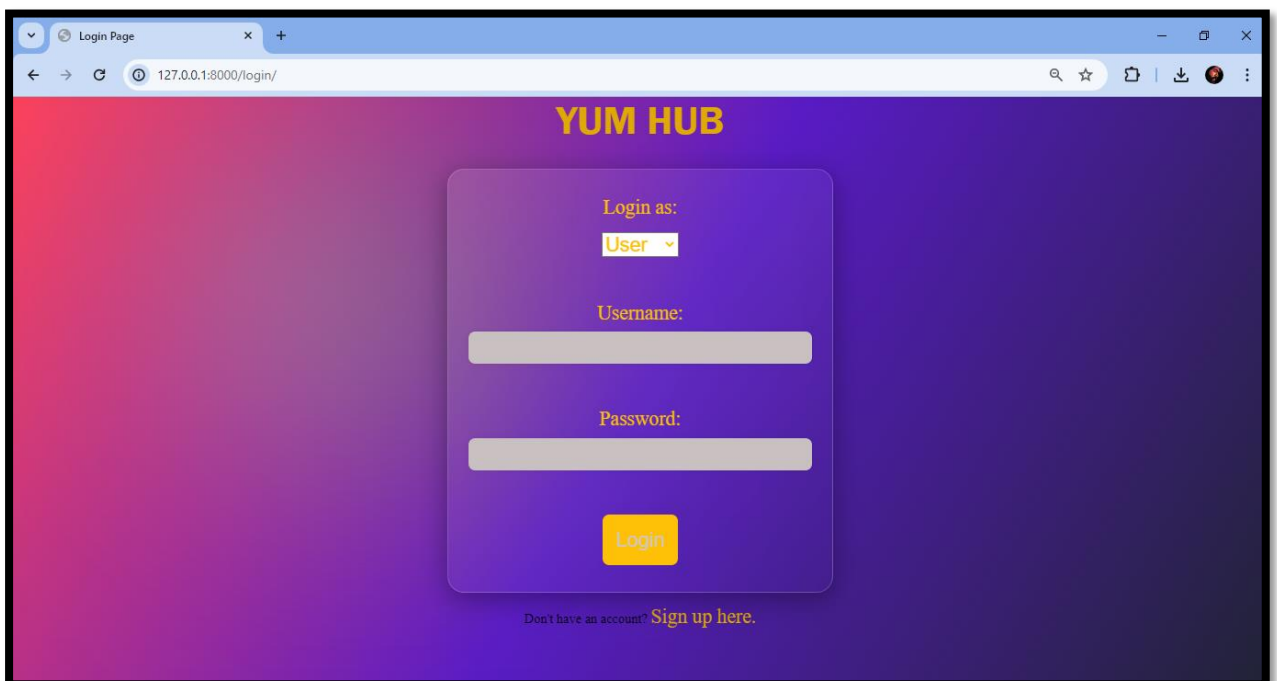 Login Page
127.0.0.1:8000/login/
YUM HUB
Login as:
User
Username:
Password:
Login
Don't have an account? Sign up here.